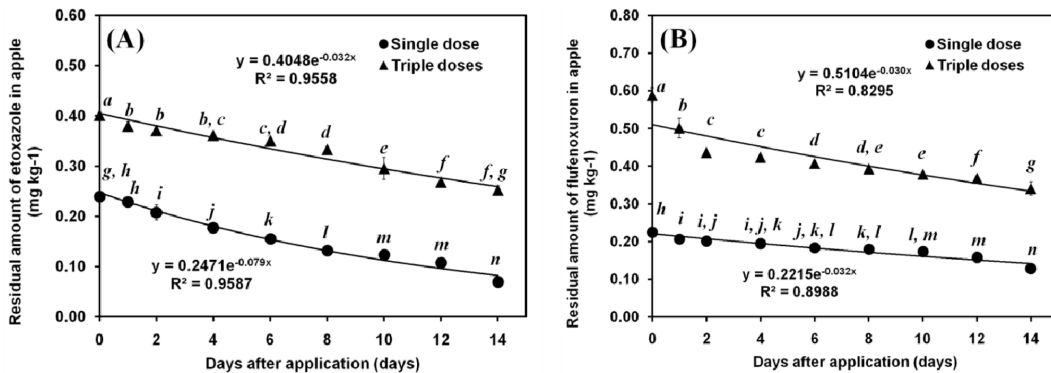 (A)
Single dose
Triple doses
y = 0.4048e^-0.032x
R² = 0.9558
a b b b, c c, d d e f f, g
g, h h i j k l m m n
y = 0.2471e^-0.079x
R² = 0.9587
0.60
0.50
0.40
0.30
0.20
0.10
0.00
Residual amount of etoxazole in apple
(mg kg-1)
0 2 4 6 8 10 12 14
Days after application (days)
(B)
Single dose
Triple doses
y = 0.5104e^-0.030x
R² = 0.8295
a b c c d d, e e f g
h i i, j i, j, k j, k, l k, l l, m m n
y = 0.2215e^-0.032x
R² = 0.8988
0.80
0.70
0.60
0.50
0.40
0.30
0.20
0.10
0.00
Residual amount of flufenoxuron in apple
(mg kg-1)
0 2 4 6 8 10 12 14
Days after application (days)